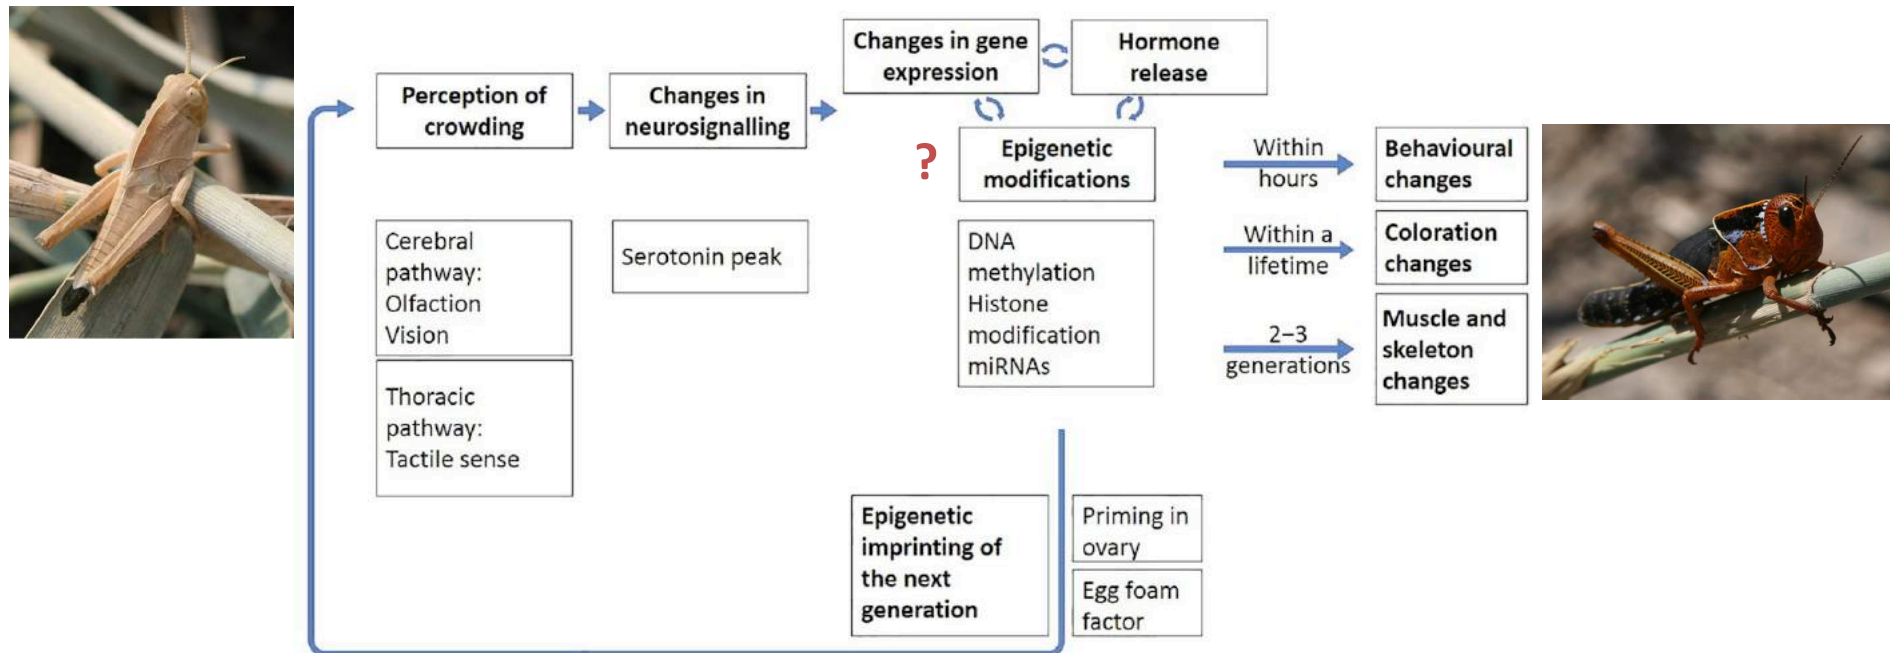 Perception of
crowding
Changes in
neurosignalling
Changes in gene
expression
Hormone
release
?
Epigenetic
modifications
Cerebral
pathway:
Olfaction
Vision
Thoracic
pathway:
Tactile sense
Serotonin peak
DNA
methylation
Histone
modification
miRNAs
Within
hours
Behavioural
changes
Within a
lifetime
Coloration
changes
2–3
generations
Muscle and
skeleton
changes
Epigenetic
imprinting of
the next
generation
Priming in
ovary
Egg foam
factor